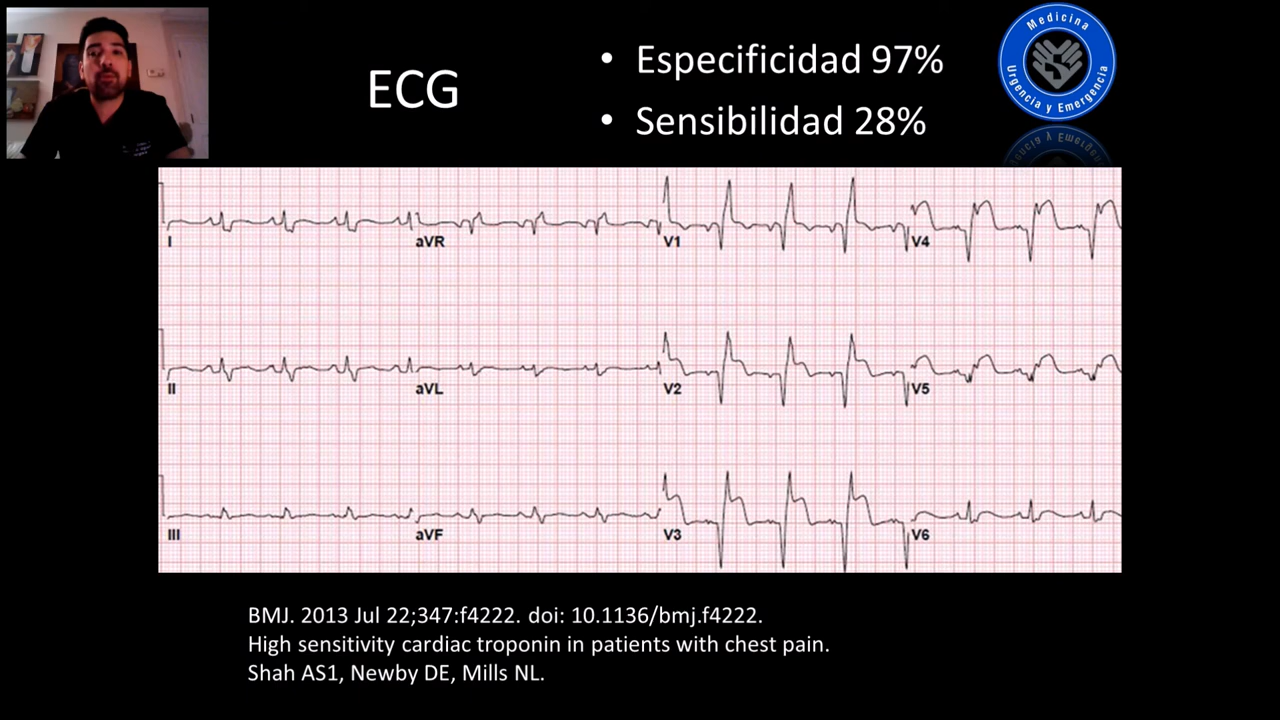 ECG
• Especificidad 97%
• Sensibilidad 28%
Medicina
Urgencia y Emergencia
I
aVR
V1
V4
II
aVL
V2
V5
III
aVF
V3
V6
BMJ. 2013 Jul 22;347:f4222. doi: 10.1136/bmj.f4222.
High sensitivity cardiac troponin in patients with chest pain.
Shah AS1, Newby DE, Mills NL.